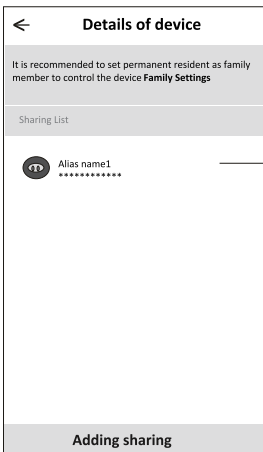 Details of device
It is recommended to set permanent resident as family
member to control the device Family Settings
Sharing List
Alias name1
************
Adding sharing